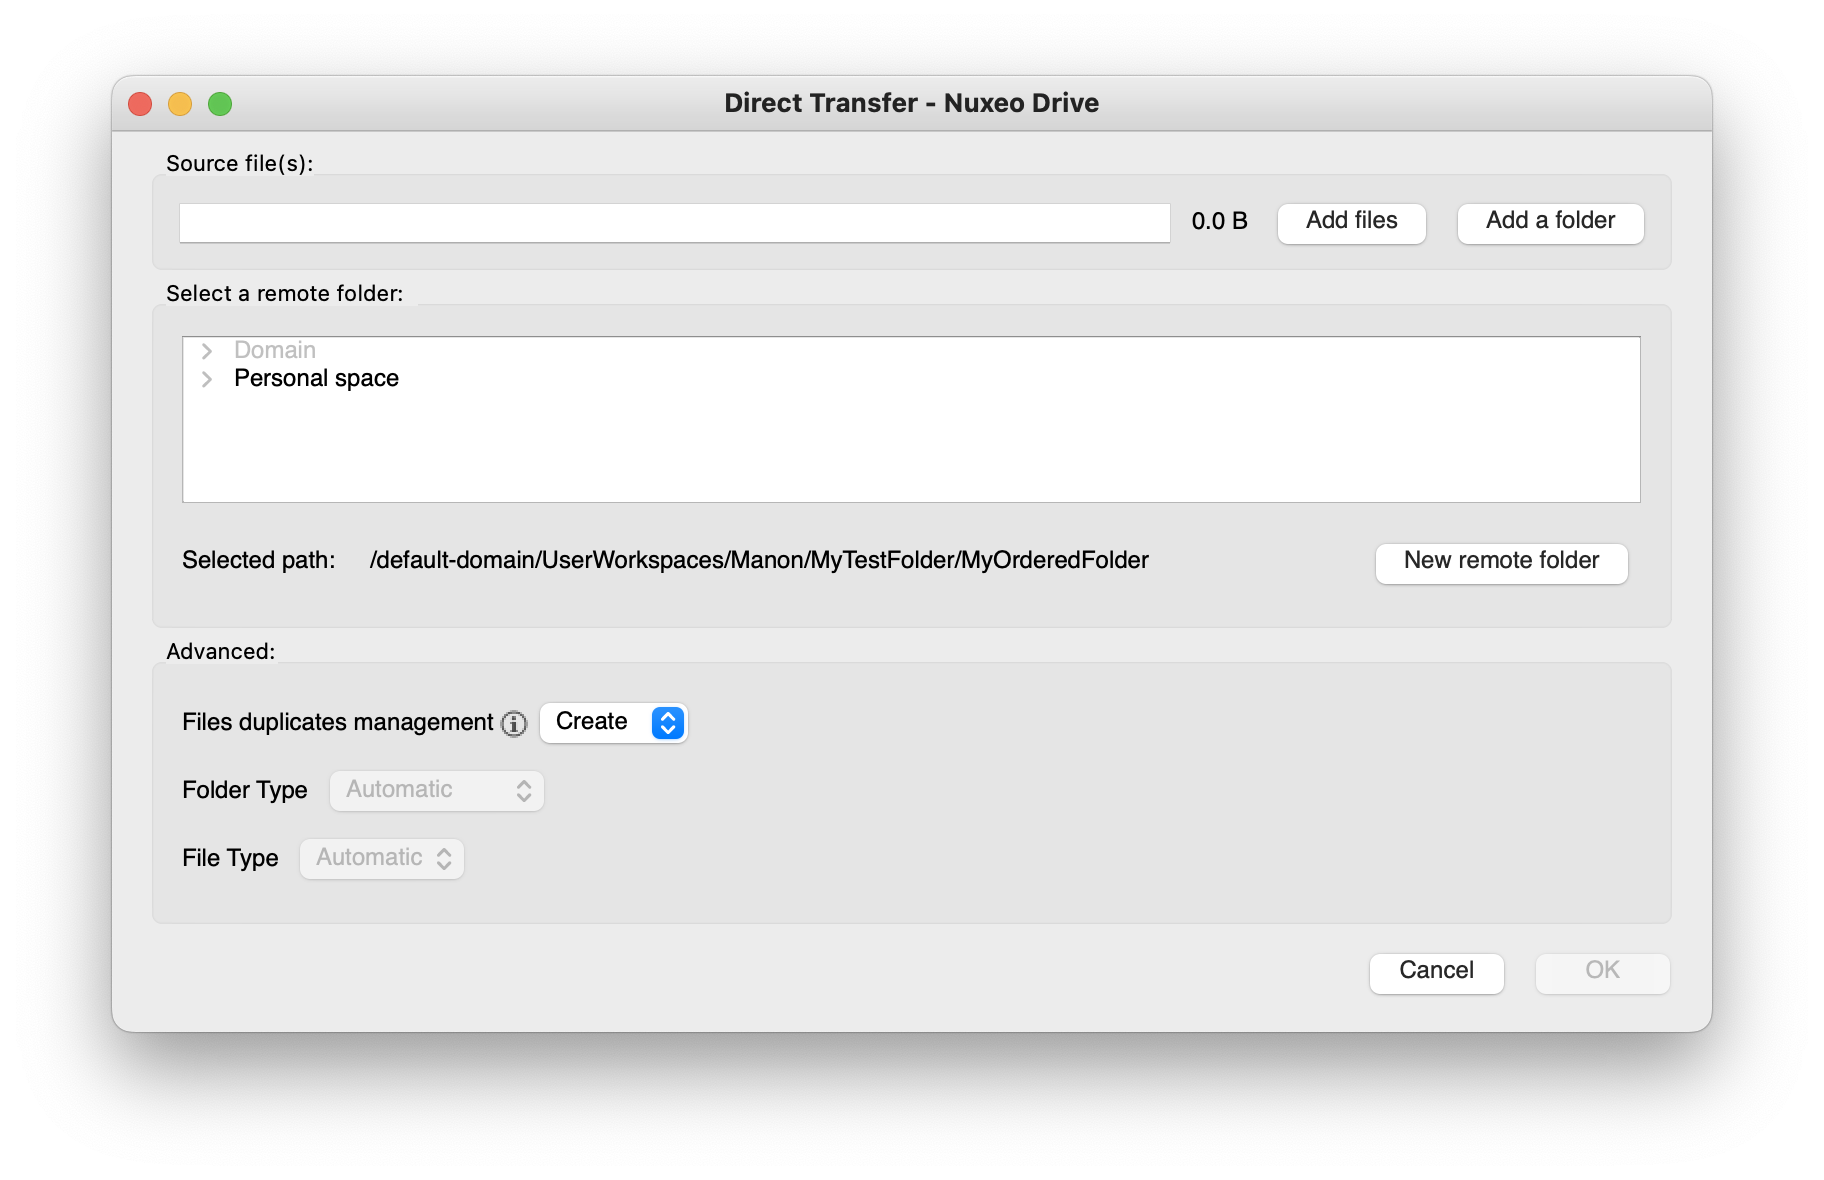 Direct Transfer - Nuxeo Drive
Source file(s):
0.0 B Add files Add a folder
Select a remote folder:
Domain
Personal space
Selected path: /default-domain/UserWorkspaces/Manon/MyTestFolder/MyOrderedFolder New remote folder
Advanced:
Files duplicates management Create
Folder Type Automatic
File Type Automatic
Cancel OK